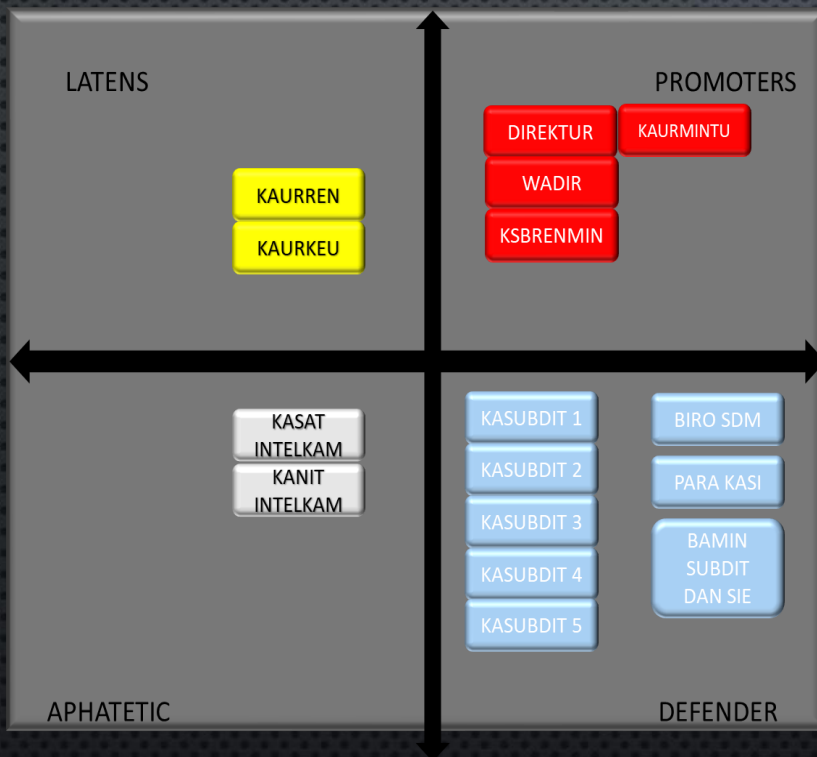 LATENS
PROMOTERS
DIREKTUR
KAURMINTU
WADIR
KSBRENMIN
KAURREN
KAURKEU
KASAT
INTELKAM
KANIT
INTELKAM
KASUBDIT 1
KASUBDIT 2
KASUBDIT 3
KASUBDIT 4
KASUBDIT 5
BIRO SDM
PARA KASI
BAMIN
SUBDIT
DAN SIE
APHATETIC
DEFENDER